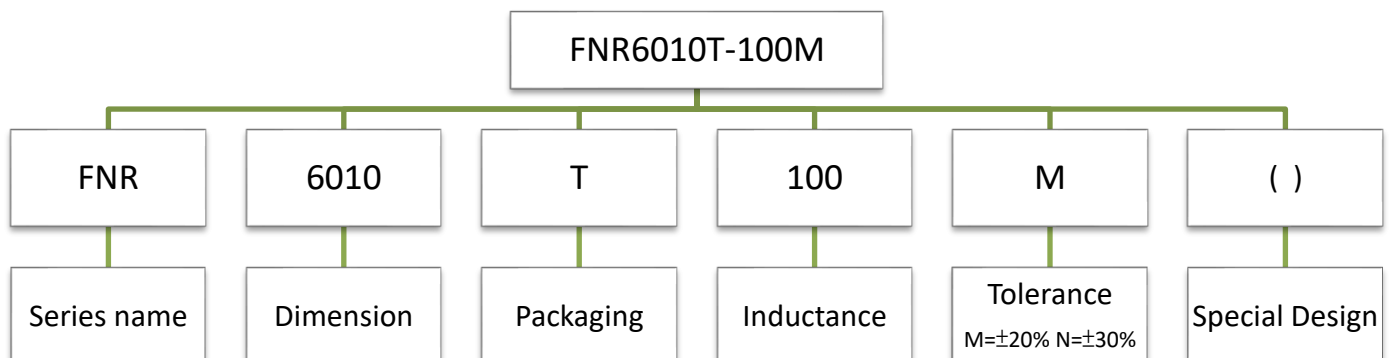 FNR6010T-100M
FNR
6010
T
100
M
( )
Series name
Dimension
Packaging
Inductance
Tolerance
M=±20% N=±30%
Special Design